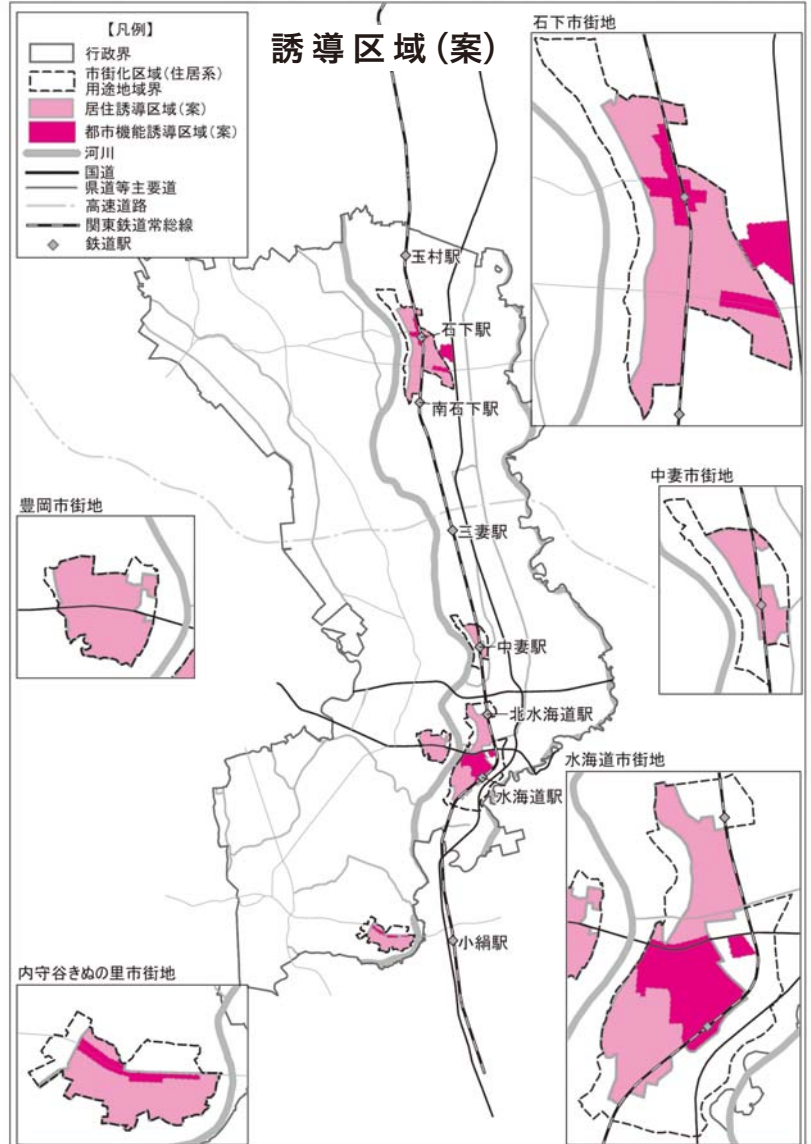 誘導区域(案)
【凡例】
行政界
市街化区域(住居系)
用途地域界
居住誘導区域(案)
都市機能誘導区域(案)
河川
国道
県道等主要道
高速道路
関東鉄道常総線
鉄道駅
石下市街地
玉村駅
石下駅
南石下駅
豊岡市街地
三妻駅
中妻市街地
中妻駅
北水海道駅
水海道駅
水海道市街地
小絹駅
内守谷きぬの里市街地